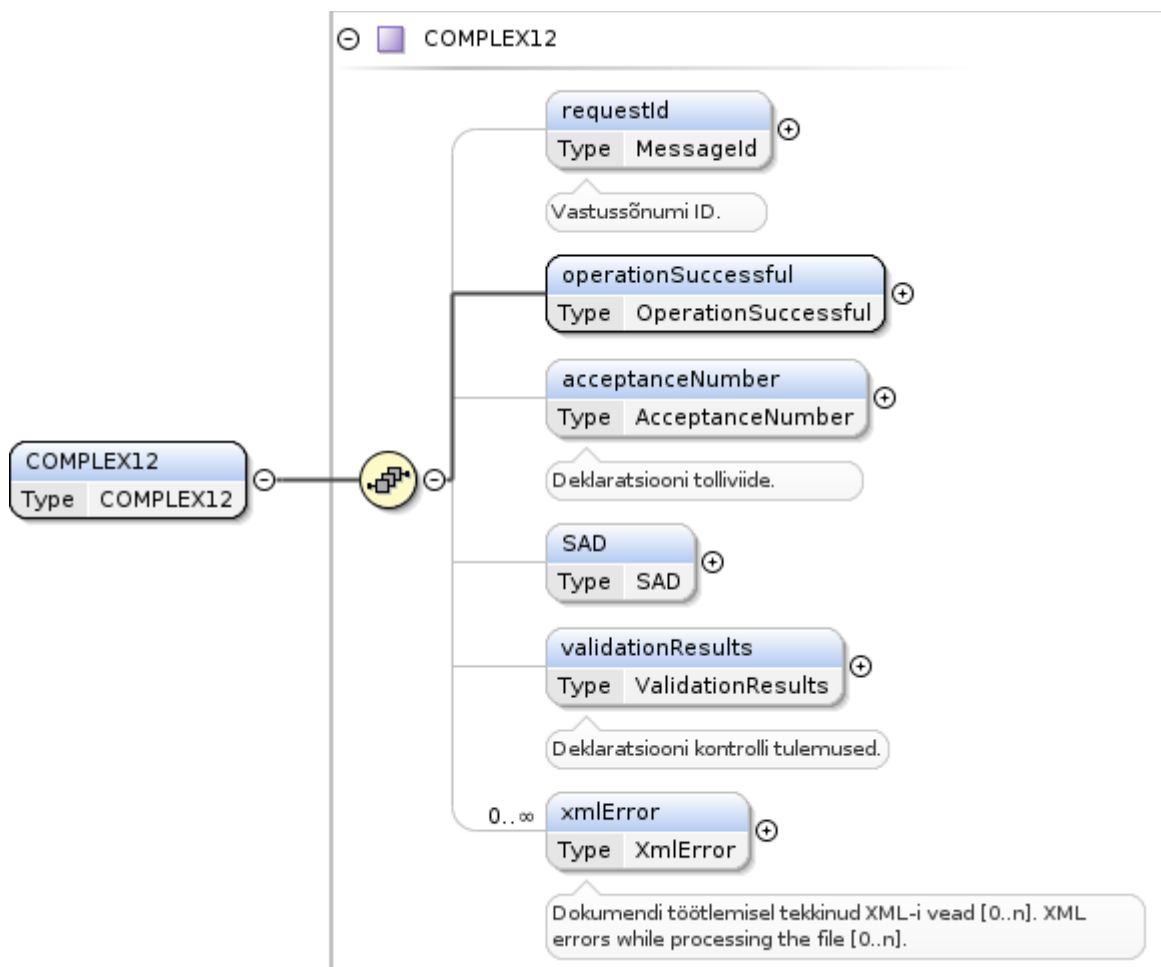 COMPLEX12
requestId
Type MessageId
Vastussõnumi ID.
operationSuccessful
Type OperationSuccessful
acceptanceNumber
Type AcceptanceNumber
Deklaratsiooni tolliviide.
COMPLEX12
Type COMPLEX12
SAD
Type SAD
validationResults
Type ValidationResults
Deklaratsiooni kontrolli tulemused.
0..∞ xmlError
Type XmlError
Dokumendi töötlemisel tekkinud XML-i vead [0..n]. XML
errors while processing the file [0..n].